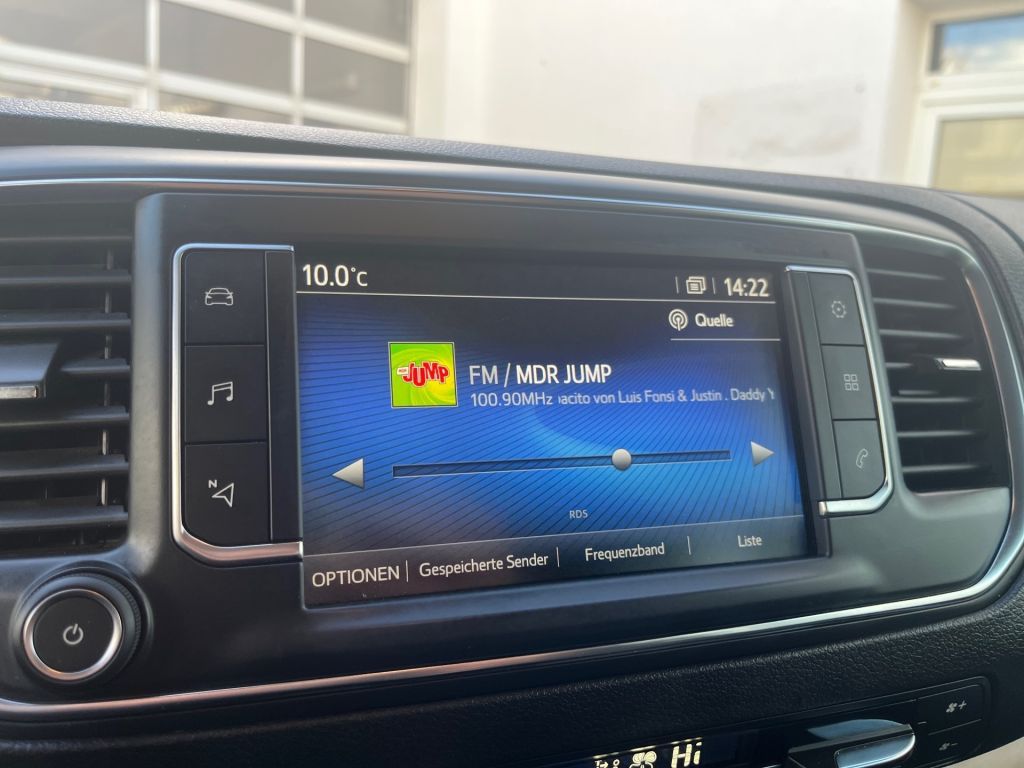 10.0°C
14:22
Quelle
JUMP
FM / MDR JUMP
100.90MHz acito von Luis Fonsi & Justin . Daddy Y
N
RDS
OPTIONEN | Gespeicherte Sender | Frequenzband | Liste
Hi